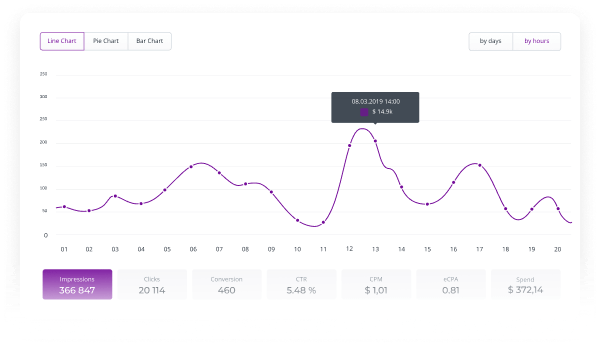 Line Chart Pie Chart Bar Chart by days by hours
250
300
250
200
150
100
50
0
08.03.2019 14:00
$ 14,9k
01 02 03 04 05 06 07 08 09 10 11 12 13 14 15 16 17 18 19 20
Impressions Clicks Conversion CTR CPM eCPA Spend
366 847 20 114 460 5.48 % $ 1,01 0.81 $ 372,14